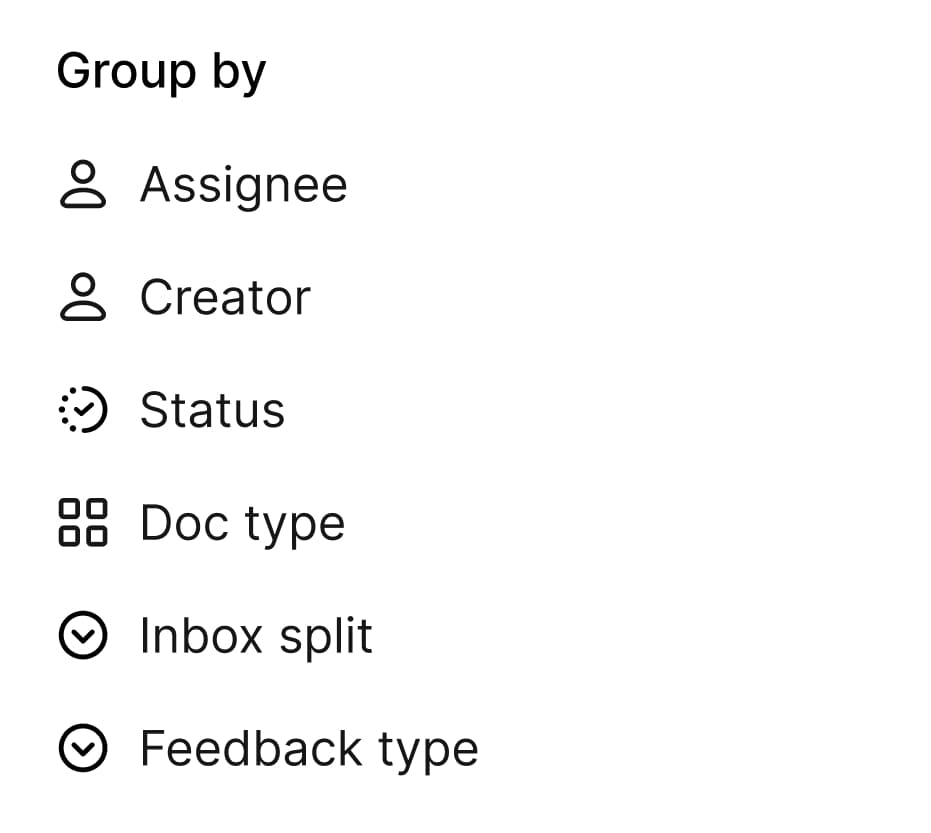 Group by
Assignee
Creator
Status
Doc type
Inbox split
Feedback type